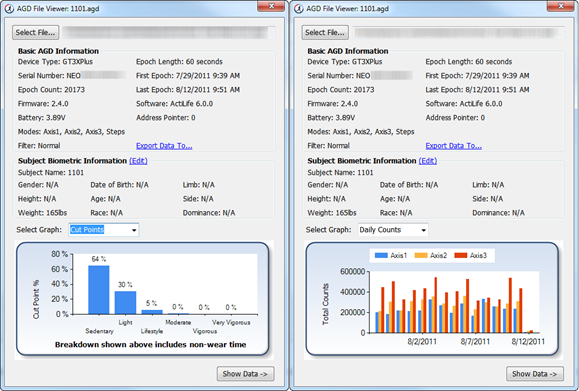 AGD File Viewer: 1101.agd
Select File...
Basic AGD Information
Device Type: GT3XPlus Epoch Length: 60 seconds
Serial Number: NEO First Epoch: 7/29/2011 9:39 AM
Epoch Count: 20173 Last Epoch: 8/12/2011 9:51 AM
Firmware: 2.4.0 Software: ActiLife 6.0.0
Battery: 3.89V Address Pointer: 0
Modes: Axis1, Axis2, Axis3, Steps
Filter: Normal Export Data To...
Subject Biometric Information (Edit)
Subject Name: 1101
Gender: N/A Date of Birth: N/A Limb: N/A
Height: N/A Age: N/A Side: N/A
Weight: 165lbs Race: N/A Dominance: N/A
Select Graph: Cut Points
Cut Point %
80 %
60 %
40 %
20 %
0 %
64 %
30 %
5 %
0 %
0 %
0 %
Light Moderate Very Vigorous
Sedentary Lifestyle Vigorous
Breakdown shown above includes non-wear time
Show Data ->
AGD File Viewer: 1101.agd
Select File...
Basic AGD Information
Device Type: GT3XPlus Epoch Length: 60 seconds
Serial Number: NEO First Epoch: 7/29/2011 9:39 AM
Epoch Count: 20173 Last Epoch: 8/12/2011 9:51 AM
Firmware: 2.4.0 Software: ActiLife 6.0.0
Battery: 3.89V Address Pointer: 0
Modes: Axis1, Axis2, Axis3, Steps
Filter: Normal Export Data To...
Subject Biometric Information (Edit)
Subject Name: 1101
Gender: N/A Date of Birth: N/A Limb: N/A
Height: N/A Age: N/A Side: N/A
Weight: 165lbs Race: N/A Dominance: N/A
Select Graph: Daily Counts
Axis1 Axis2 Axis3
Total Counts
600000
400000
200000
0
8/2/2011 8/7/2011 8/12/2011
Show Data ->